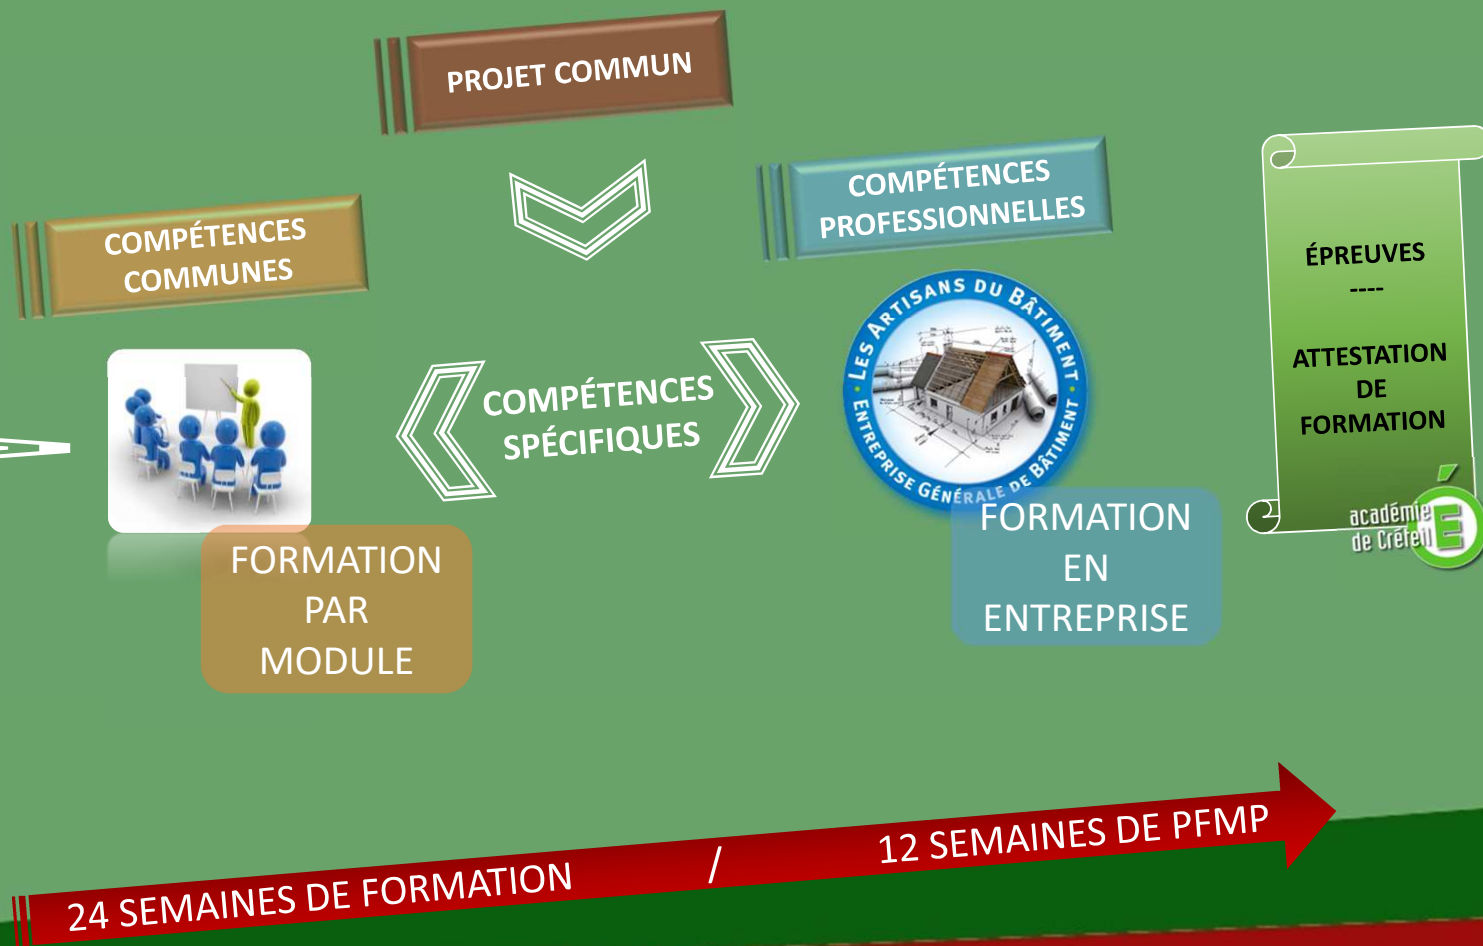 PROJET COMMUN
COMPÉTENCES
COMMUNES
COMPÉTENCES
PROFESSIONNELLES
COMPÉTENCES
SPÉCIFIQUES
LES ARTISANS DU BÂTIMENT
ENTREPRISE GÉNÉRALE DE BÂTIMENT
ÉPREUVES
----
ATTESTATION
DE
FORMATION
académie
de Créteil
É
FORMATION
PAR
MODULE
FORMATION
EN
ENTREPRISE
24 SEMAINES DE FORMATION / 12 SEMAINES DE PFMP